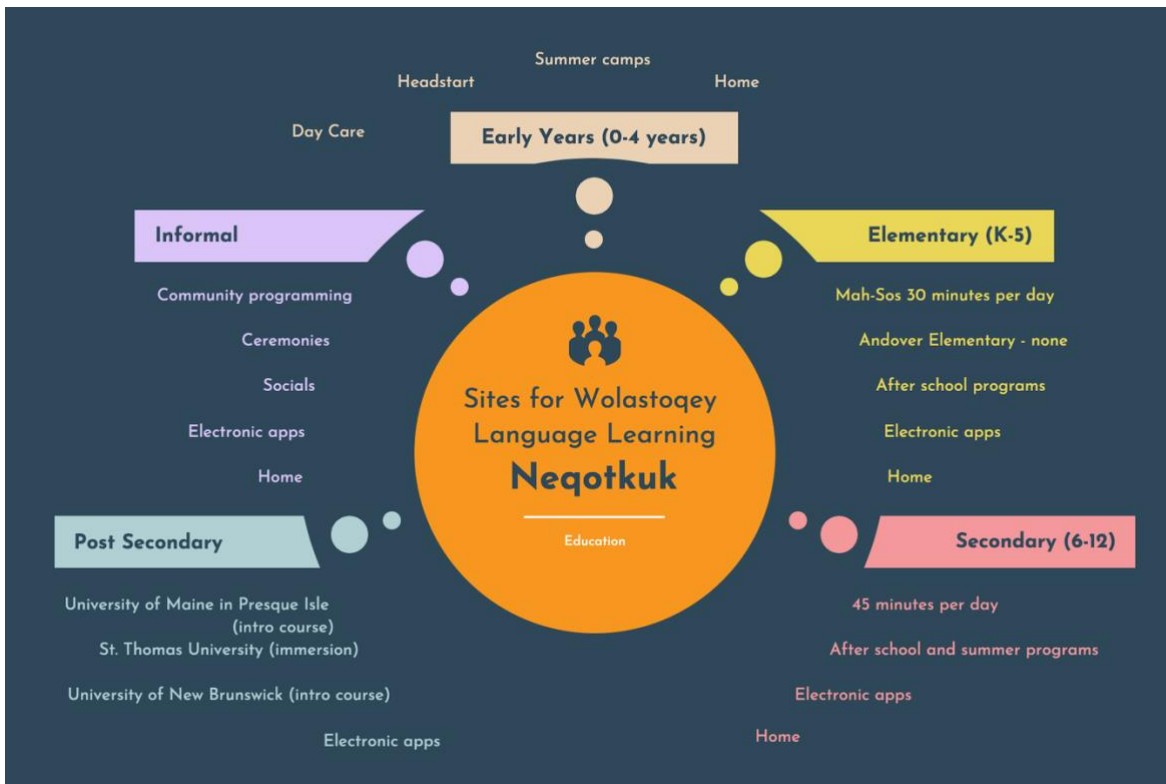 Summer camps
Headstart
Home
Day Care
Early Years (0-4 years)
Informal
Community programming
Ceremonies
Socials
Electronic apps
Home
Elementary (K-5)
Mah-Sos 30 minutes per day
Andover Elementary - none
After school programs
Electronic apps
Home
Sites for Wolastoqey
Language Learning
Neqotkuk
Education
Post Secondary
University of Maine in Presque Isle
(intro course)
St. Thomas University (immersion)
University of New Brunswick (intro course)
Electronic apps
Secondary (6-12)
45 minutes per day
After school and summer programs
Electronic apps
Home